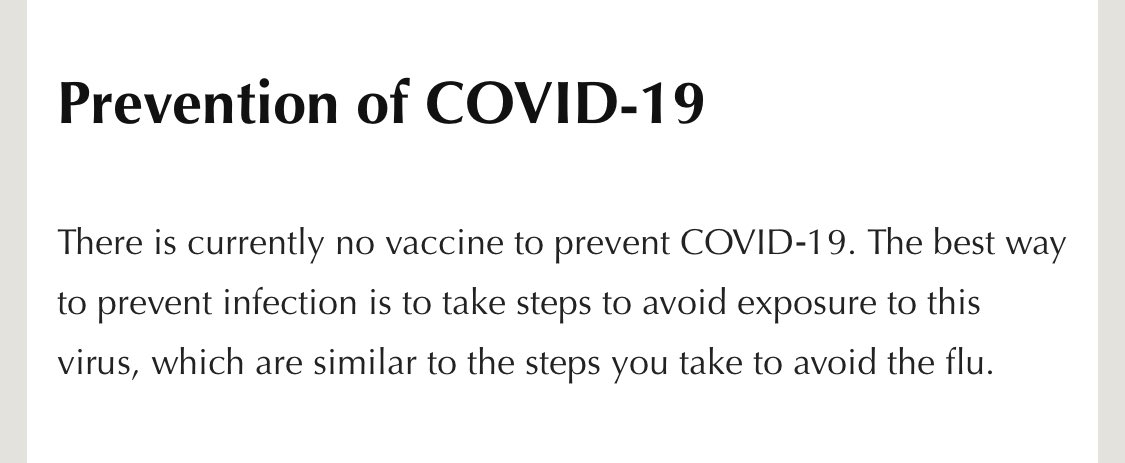 Prevention of COVID-19
There is currently no vaccine to prevent COVID-19. The best way
to prevent infection is to take steps to avoid exposure to this
virus, which are similar to the steps you take to avoid the flu.